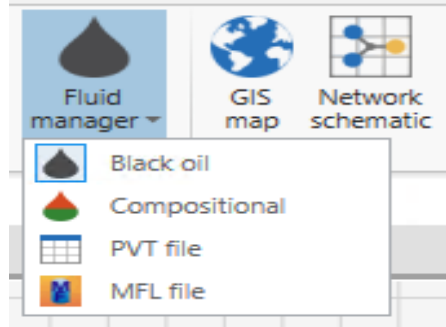 Fluid
manager
GIS
map
Network
schematic
Black oil
Compositional
PVT file
MFL file